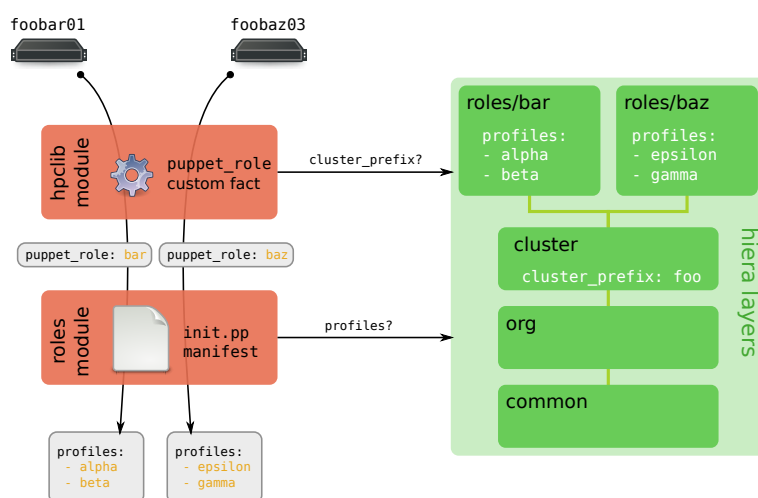 foobar01
foobaz03
hpclib
module
puppet_role
custom fact
cluster_prefix?
puppet_role: bar
puppet_role: baz
roles
module
init.pp
manifest
profiles?
profiles:
- alpha
- beta
profiles:
- epsilon
- gamma
roles/bar
profiles:
- alpha
- beta
roles/baz
profiles:
- epsilon
- gamma
cluster
cluster_prefix: foo
org
common
hiera layers